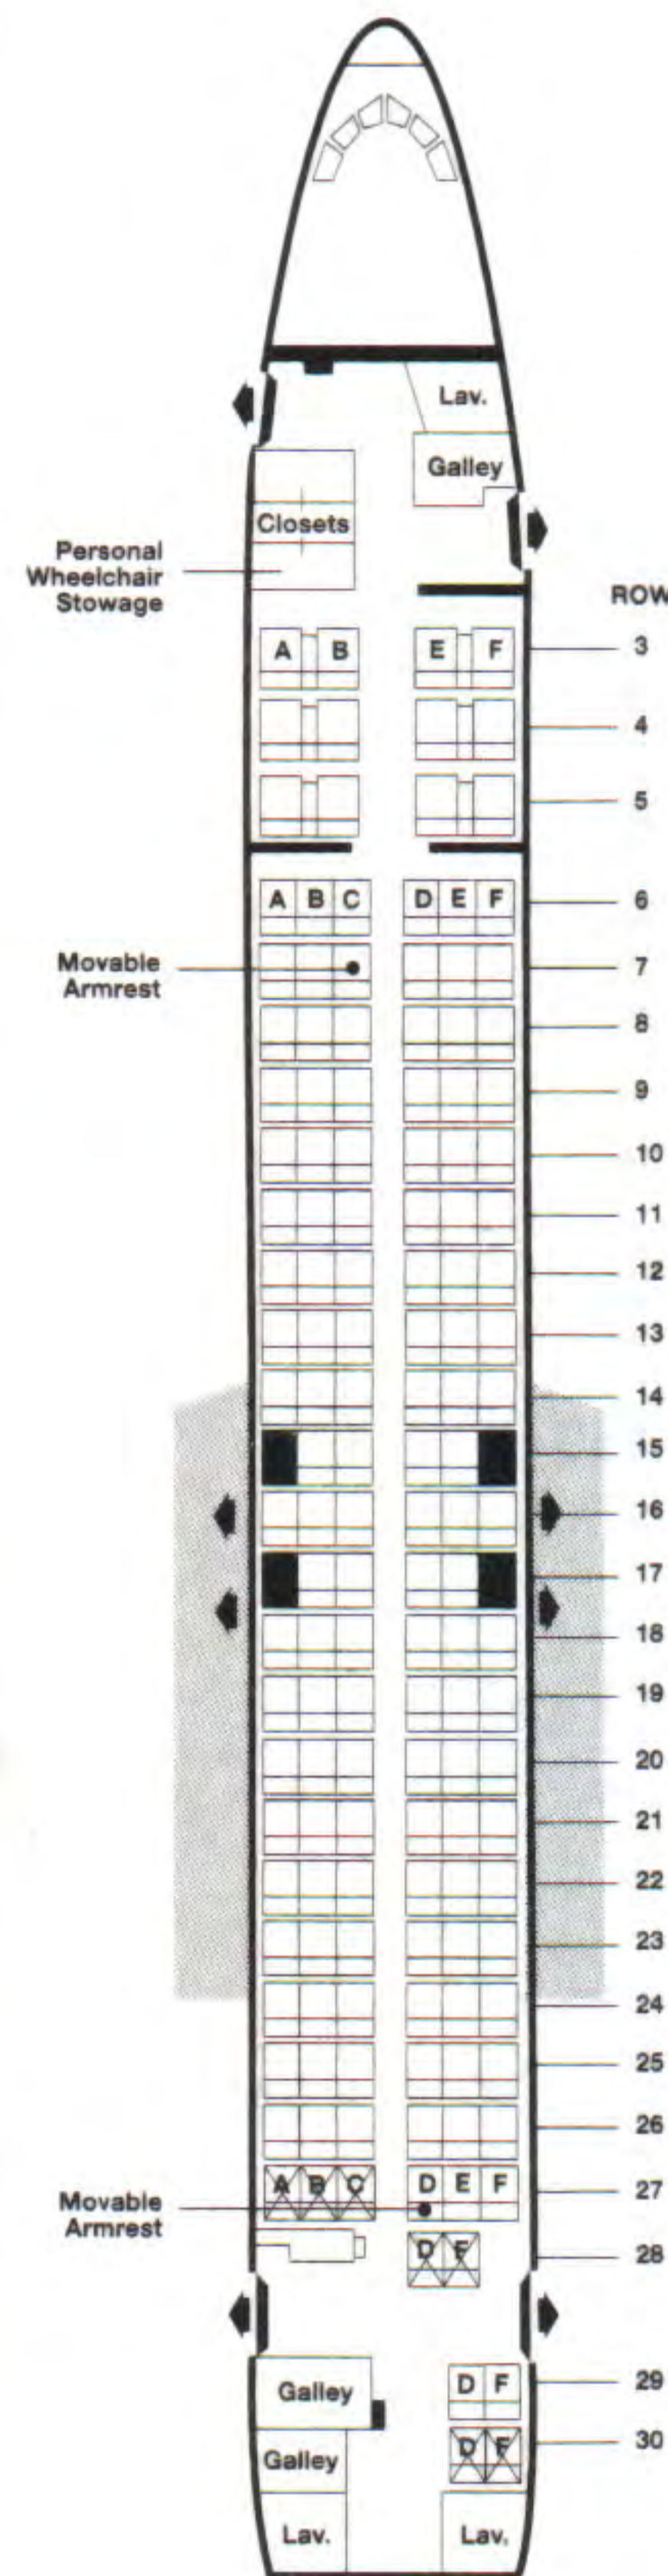 Lav.
Galley
Closets
Personal
Wheelchair
Stowage
ROW
A B E F 3
4
5
A B C D E F 6
Movable
Armrest
7
8
9
10
11
12
13
14
15
16
17
18
19
20
21
22
23
24
25
26
A B C D E F 27
Movable
Armrest
D F 28
Galley
D F 29
Galley
D F 30
Lav.
Lav.